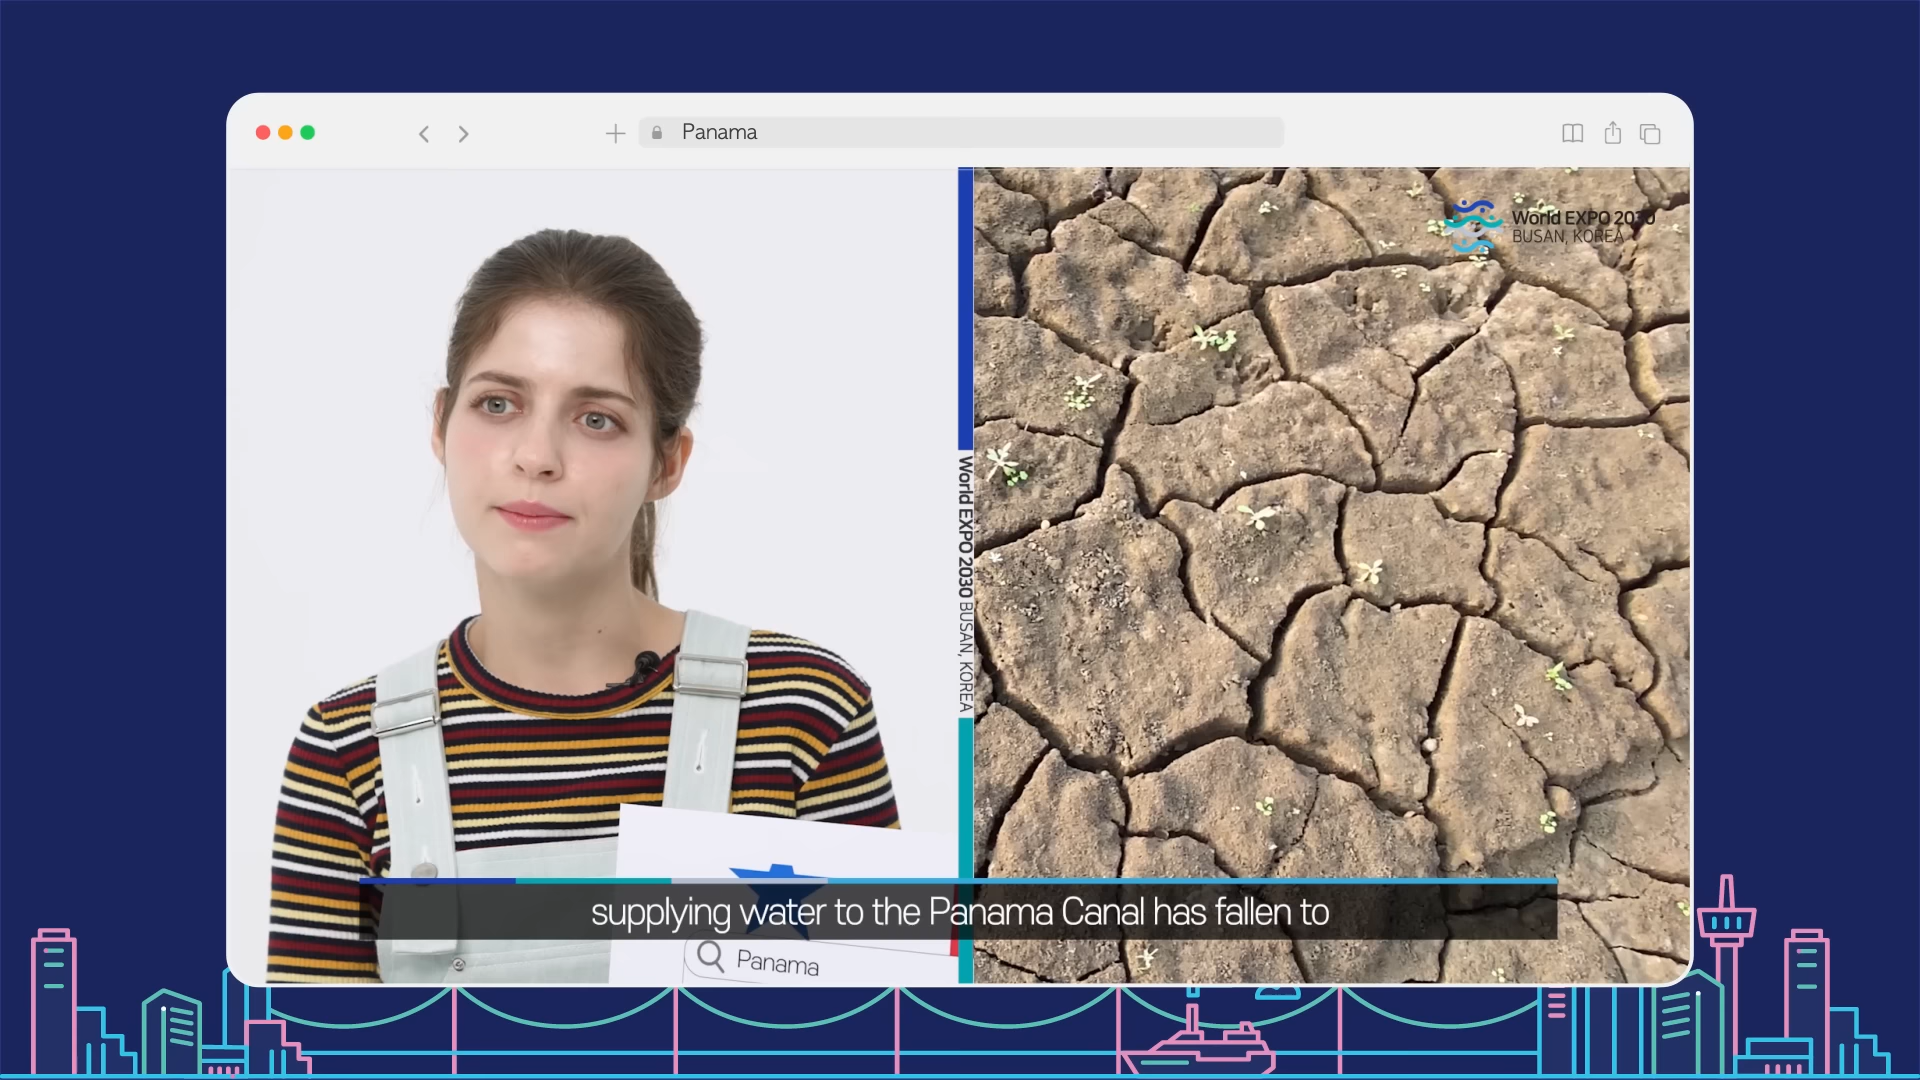 Panama
World EXPO 2030
BUSAN, KOREA
World EXPO 2030 BUSAN, KOREA
supplying water to the Panama Canal has fallen to
Panama